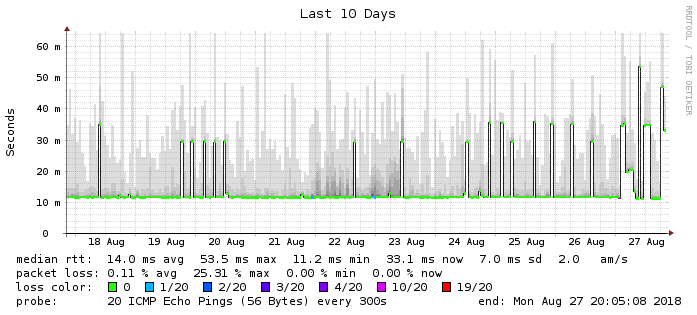 Last 10 Days
RRDTOOL / TOBI OETIKER
Seconds
60 m
50 m
40 m
30 m
20 m
10 m
0
18 Aug 19 Aug 20 Aug 21 Aug 22 Aug 23 Aug 24 Aug 25 Aug 26 Aug 27 Aug
median rtt: 14.0 ms avg 53.5 ms max 11.2 ms min 33.1 ms now 7.0 ms sd 2.0 am/s
packet loss: 0.11 % avg 25.31 % max 0.00 % min 0.00 % now
loss color: 0 1/20 2/20 3/20 4/20 10/20 19/20
probe: 20 ICMP Echo Pings (56 Bytes) every 300s end: Mon Aug 27 20:05:08 2018